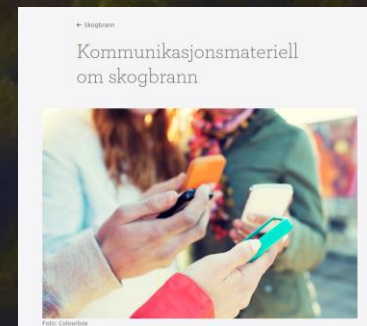 ← Skogbrann
Kommunikasjonsmateriell
om skogbrann
Foto: Colourbox